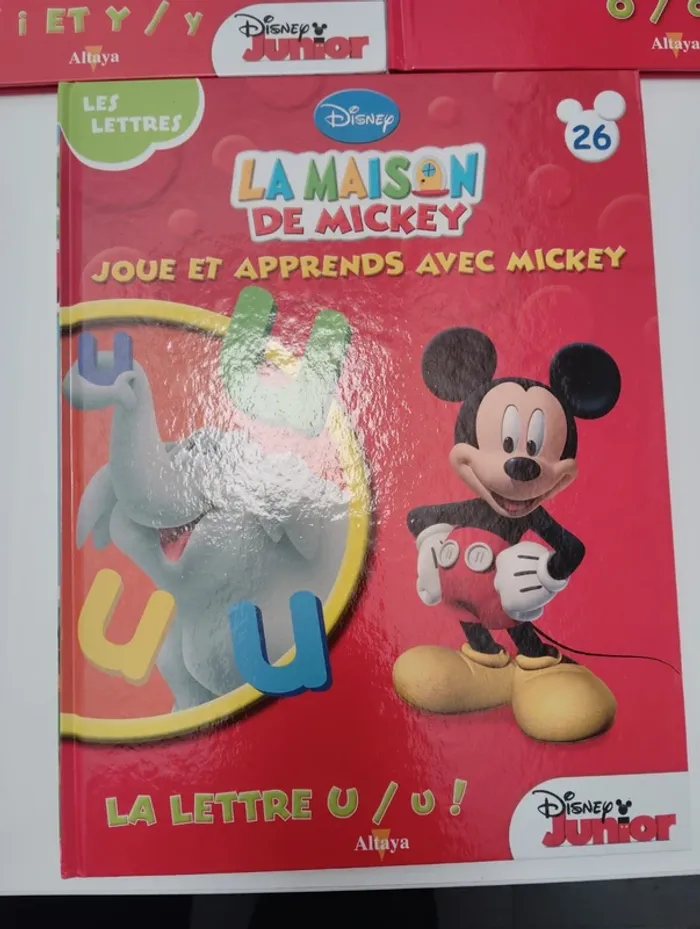 i ET Y / y
Altaya
Disney
Junior
Altaya
LES
LETTRES
Disney
26
LA MAISON
DE MICKEY
JOUE ET APPRENDS AVEC MICKEY
u
U
u
u
LA LETTRE U / u !
Altaya
Disney
Junior